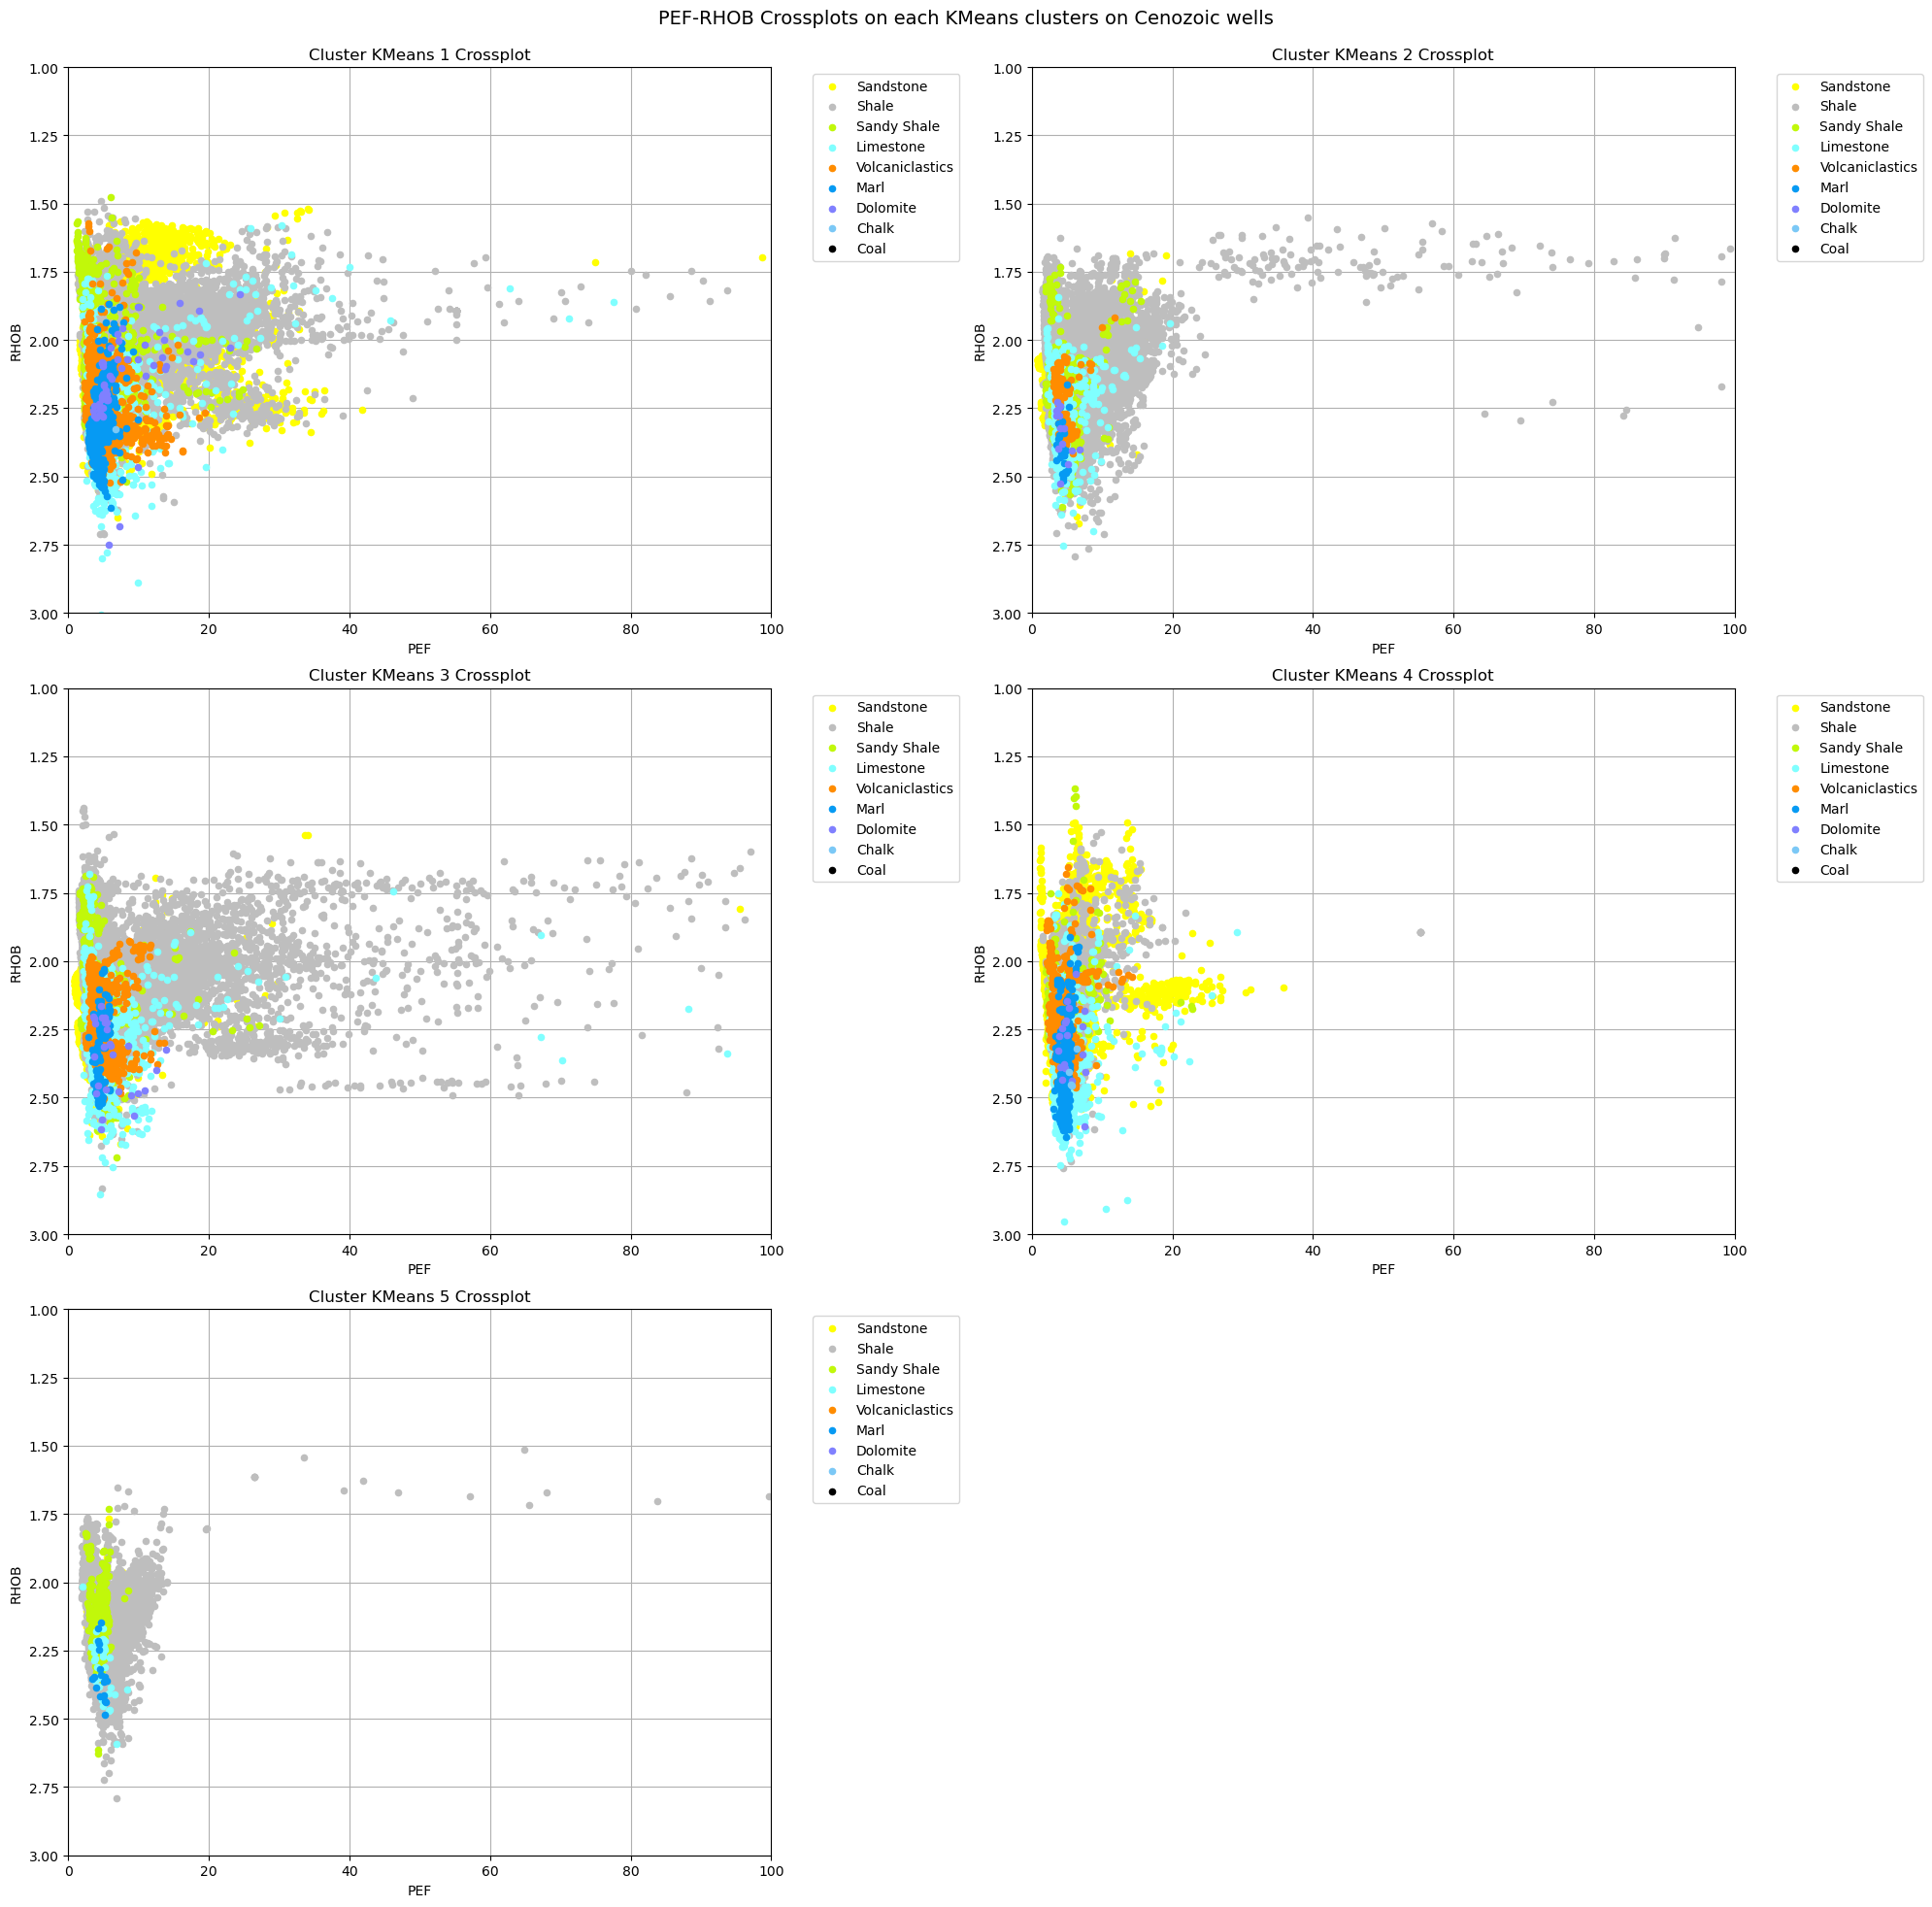 PEF-RHOB Crossplots on each KMeans clusters on Cenozoic wells
Cluster KMeans 1 Crossplot
1.00
1.25
1.50
1.75
2.00
2.25
2.50
2.75
3.00
RHOB
0 20 40 60 80 100
PEF
Sandstone
Shale
Sandy Shale
Limestone
Volcaniclastics
Marl
Dolomite
Chalk
Coal
Cluster KMeans 2 Crossplot
1.00
1.25
1.50
1.75
2.00
2.25
2.50
2.75
3.00
RHOB
0 20 40 60 80 100
PEF
Sandstone
Shale
Sandy Shale
Limestone
Volcaniclastics
Marl
Dolomite
Chalk
Coal
Cluster KMeans 3 Crossplot
1.00
1.25
1.50
1.75
2.00
2.25
2.50
2.75
3.00
RHOB
0 20 40 60 80 100
PEF
Sandstone
Shale
Sandy Shale
Limestone
Volcaniclastics
Marl
Dolomite
Chalk
Coal
Cluster KMeans 4 Crossplot
1.00
1.25
1.50
1.75
2.00
2.25
2.50
2.75
3.00
RHOB
0 20 40 60 80 100
PEF
Sandstone
Shale
Sandy Shale
Limestone
Volcaniclastics
Marl
Dolomite
Chalk
Coal
Cluster KMeans 5 Crossplot
1.00
1.25
1.50
1.75
2.00
2.25
2.50
2.75
3.00
RHOB
0 20 40 60 80 100
PEF
Sandstone
Shale
Sandy Shale
Limestone
Volcaniclastics
Marl
Dolomite
Chalk
Coal